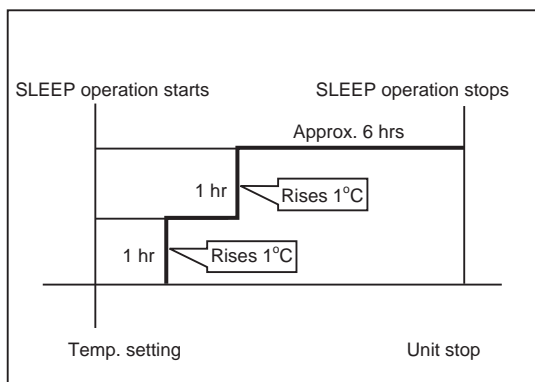 SLEEP operation starts
SLEEP operation stops
Approx. 6 hrs
1 hr
Rises 1°C
1 hr
Rises 1°C
Temp. setting
Unit stop